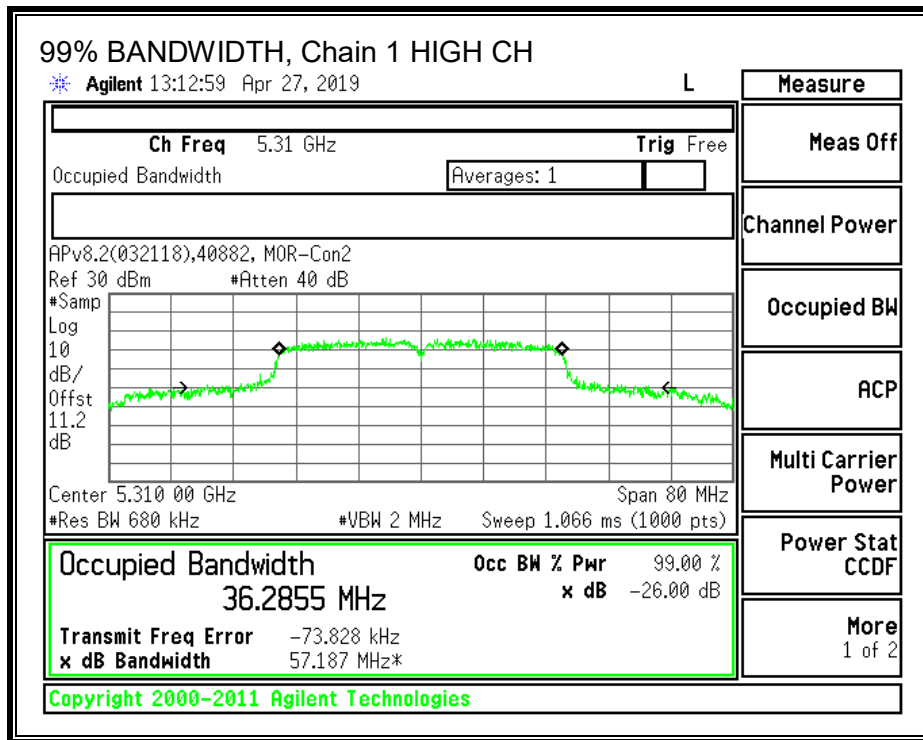 99% BANDWIDTH, Chain 1 HIGH CH
Agilent 13:12:59 Apr 27, 2019 L
Measure
Ch Freq 5.31 GHz Trig Free
Meas Off
Occupied Bandwidth Averages: 1
Channel Power
APv8.2(032118),40882, MOR-Con2
Ref 30 dBm #Atten 40 dB
#Samp
Log
10
dB/
Offst
11.2
dB
Occupied BW
ACP
Multi Carrier
Power
Center 5.310 00 GHz Span 80 MHz
#Res BW 680 kHz #VBW 2 MHz Sweep 1.066 ms (1000 pts)
Power Stat
CCDF
Occupied Bandwidth Occ BW % Pwr 99.00 %
36.2855 MHz x dB -26.00 dB
Transmit Freq Error -73.828 kHz
x dB Bandwidth 57.187 MHz*
More
1 of 2
Copyright 2000-2011 Agilent Technologies